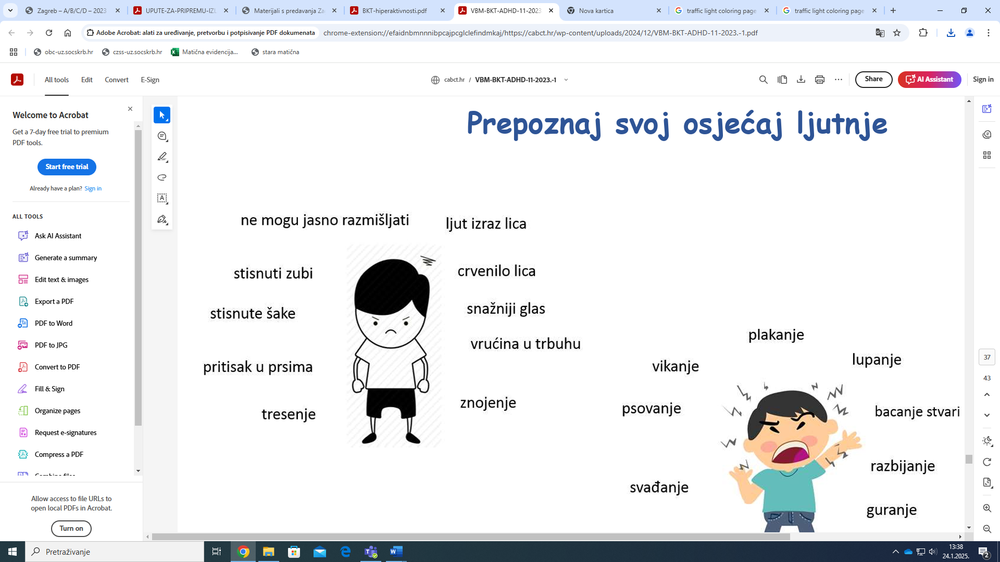 Zagreb – A/B/C/D – 2023
UPUTE-ZA-PRIPREMU-IZL
Materijali s predavanja Za
BKT-hiperaktivnosti.pdf
VBM-BKT-ADHD-11-2023
Nova kartica
traffic light coloring page
traffic light coloring page
Adobe Acrobat: alati za uređivanje, pretvorbu i potpisivanje PDF dokumenata
chrome-extension://efaidnbmnnnibpcajpcglclefindmkaj/https://cabct.hr/wp-content/uploads/2024/12/VBM-BKT-ADHD-11-2023.-1.pdf
obc-uz.socskrb.hr
czss-uz.socskrb.hr
Matična evidencija...
stara matična
All tools
Edit
Convert
E-Sign
cabct.hr / VBM-BKT-ADHD-11-2023.-1
Share
AI Assistant
Sign in
Welcome to Acrobat
Get a 7-day free trial to premium
PDF tools.
Start free trial
Already have a plan? Sign in
ALL TOOLS
Ask AI Assistant
Generate a summary
Edit text & images
Export a PDF
PDF to Word
PDF to JPG
Convert to PDF
Fill & Sign
Organize pages
Request e-signatures
Compress a PDF
Allow access to file URLs to
open local PDFs in Acrobat.
Turn on
Prepoznaj svoj osjećaj ljutnje
ne mogu jasno razmišljati
ljut izraz lica
stisnuti zubi
crvenilo lica
stisnute šake
snažniji glas
vrućina u trbuhu
pritisak u prsima
znojenje
tresenje
plakanje
vikanje
lupanje
psovanje
bacanje stvari
razbijanje
svađanje
guranje
37
43
Pretraživanje
13:38
24.1.2025.
2